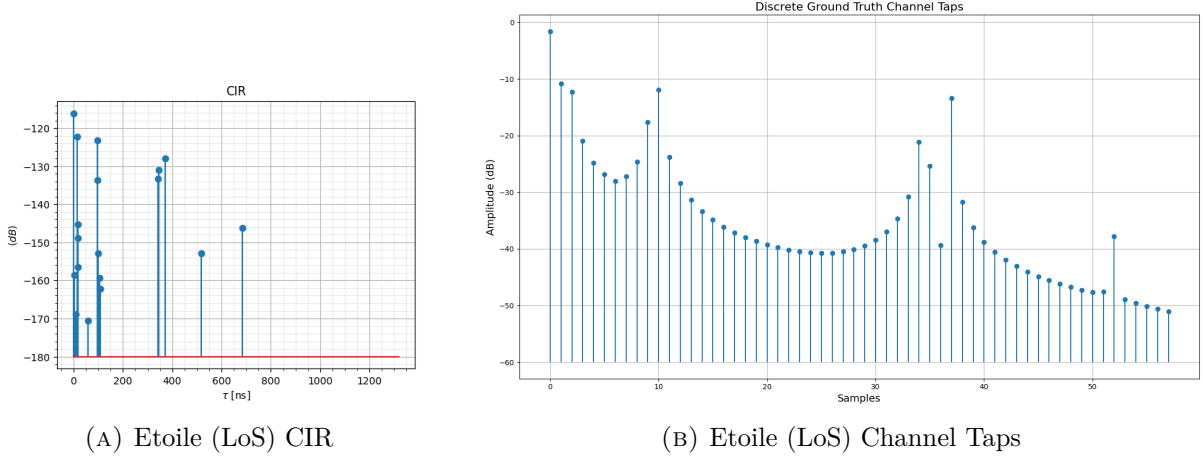 CIR
(dB)
−120
−130
−140
−150
−160
−170
−180
0 200 400 600 800 1000 1200
τ [ns]
(A) Etoile (LoS) CIR
Discrete Ground Truth Channel Taps
Amplitude (dB)
0
−10
−20
−30
−40
−50
−60
0 10 20 30 40 50
Samples
(B) Etoile (LoS) Channel Taps